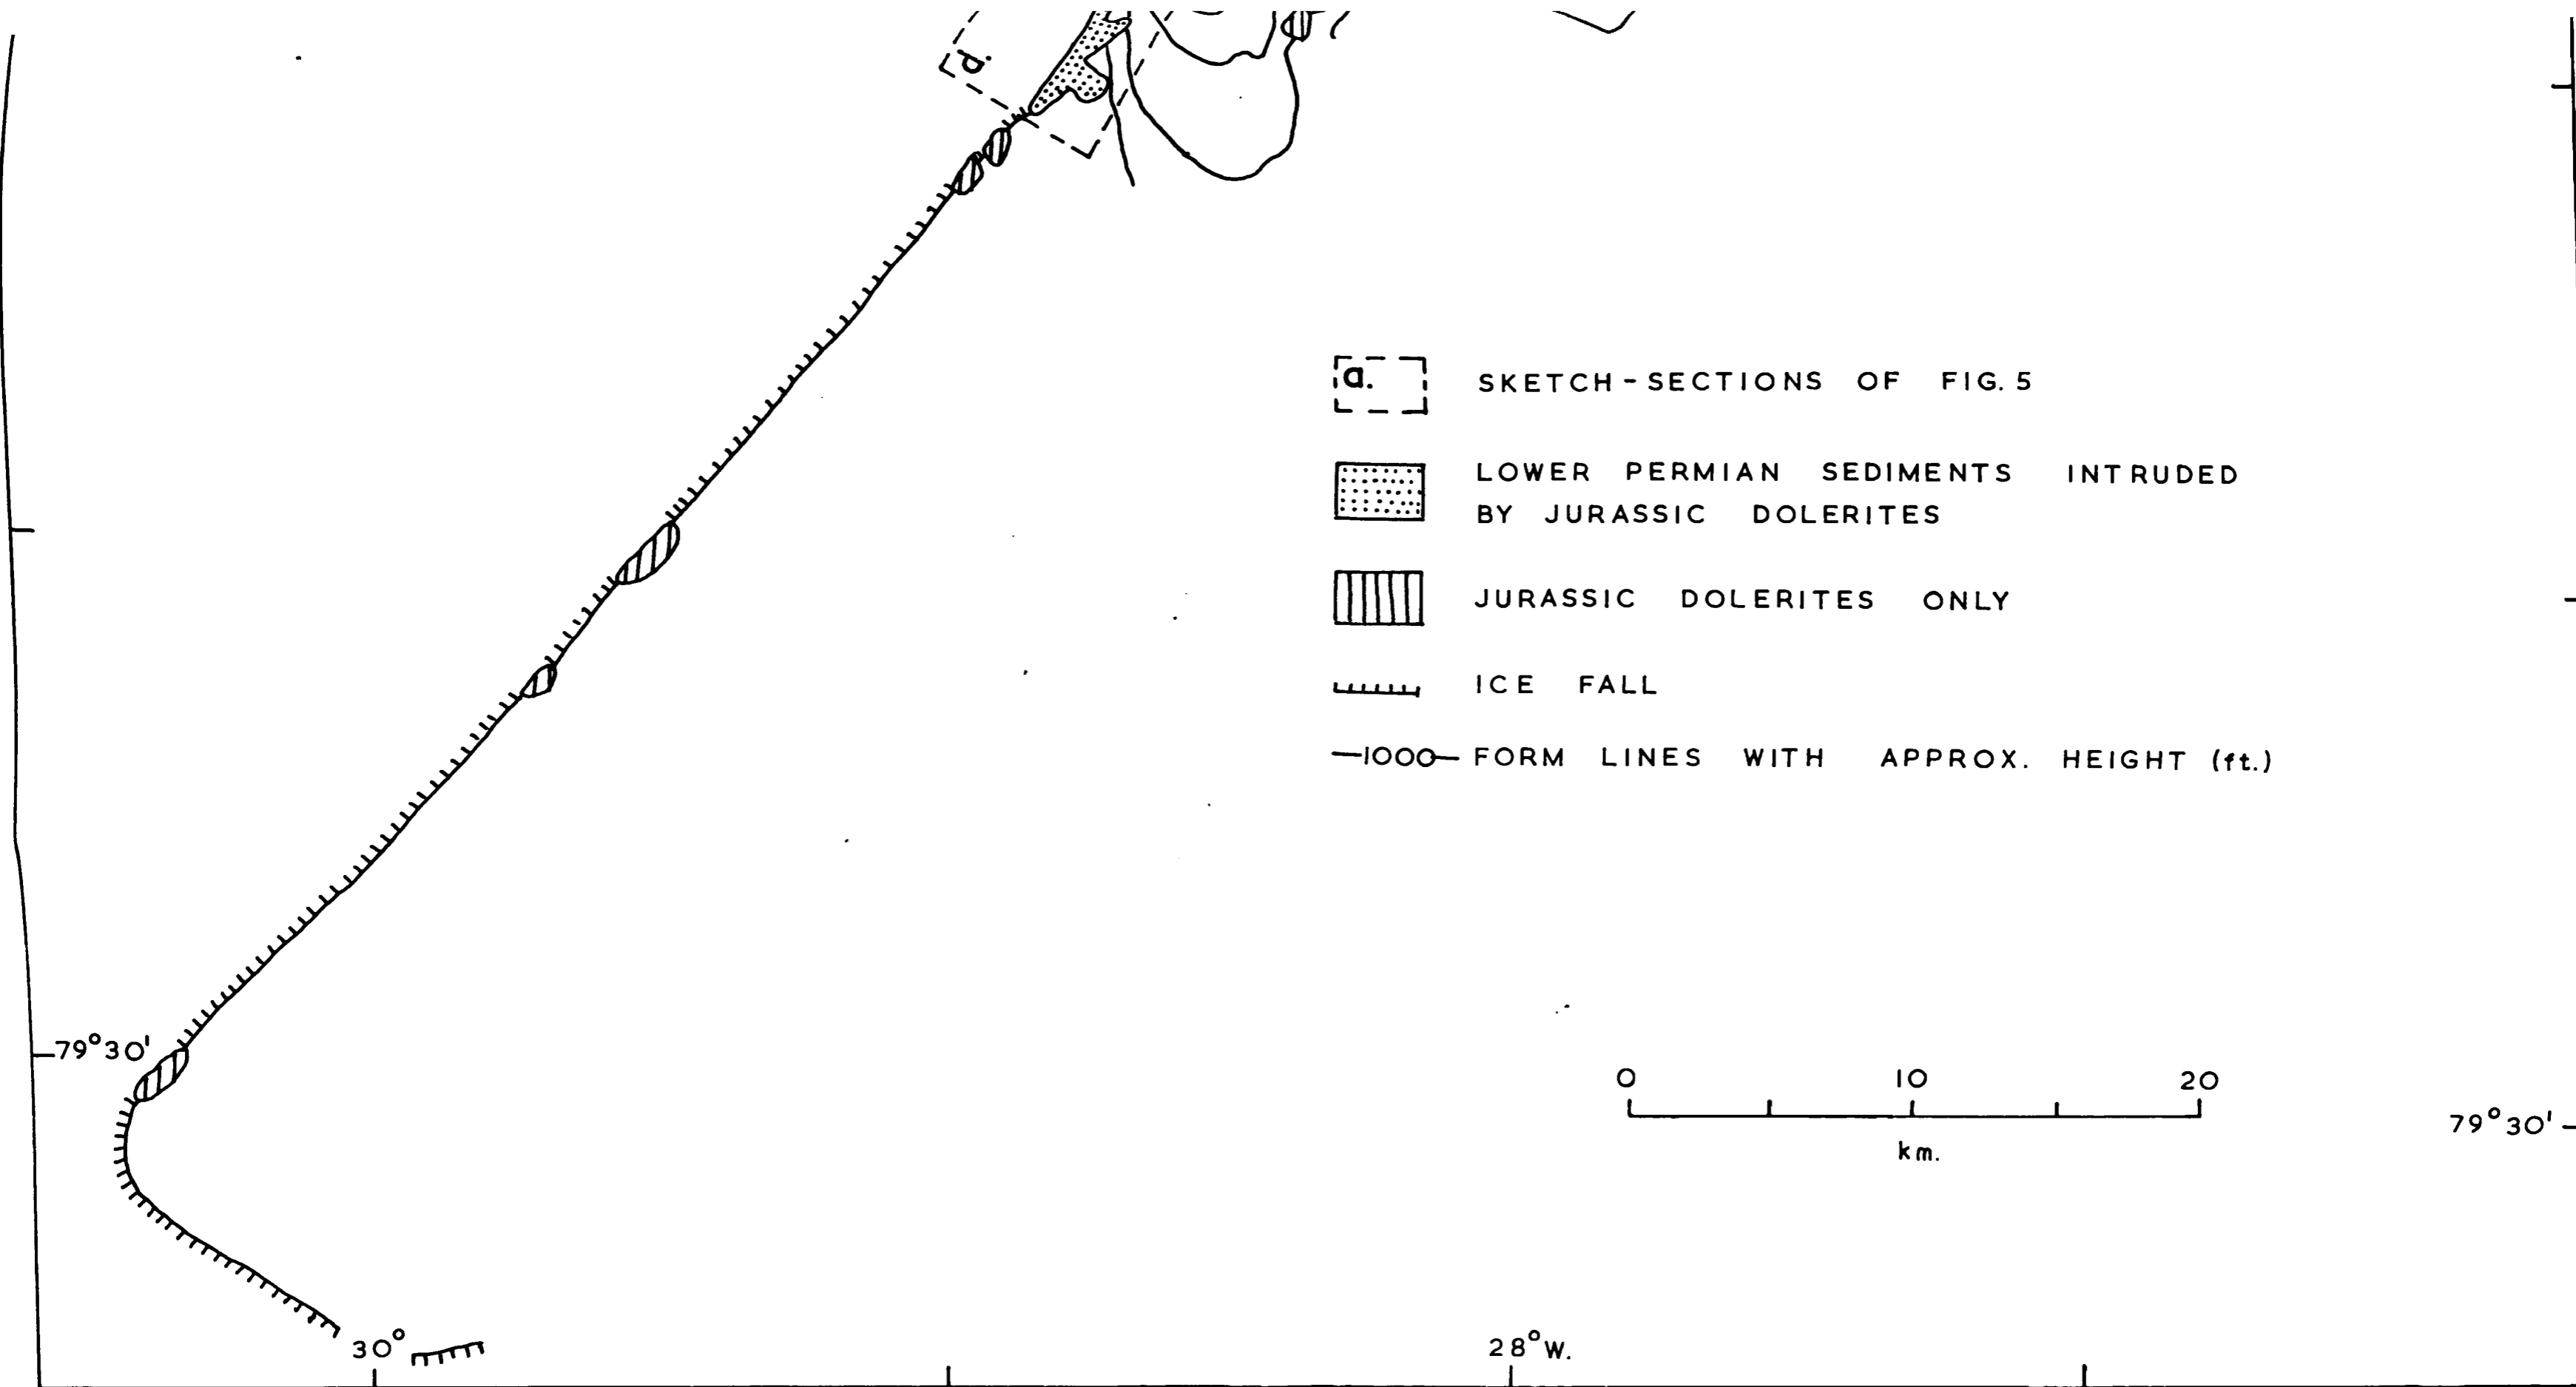 d.
a. SKETCH-SECTIONS OF FIG. 5
LOWER PERMIAN SEDIMENTS INTRUDED
BY JURASSIC DOLERITES
JURASSIC DOLERITES ONLY
ICE FALL
—1000— FORM LINES WITH APPROX. HEIGHT (ft.)
79°30'
0 10 20
km.
79°30'
30°
28°W.